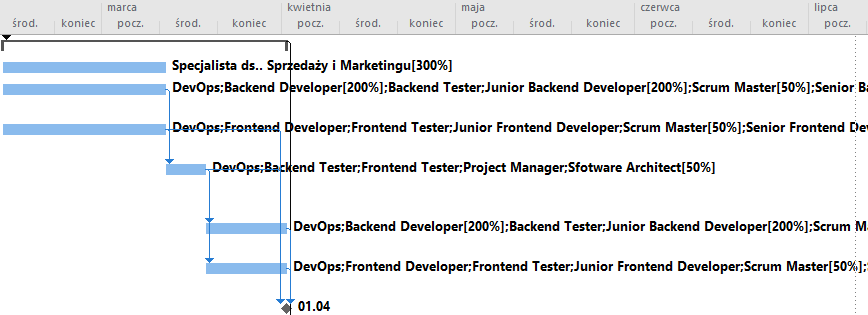 marca kwietnia maja czerwca lipca
środ. koniec pocz. środ. koniec pocz. środ. koniec pocz. środ. koniec pocz. środ. koniec pocz.
Specjalista ds.. Sprzedaży i Marketingu[300%]
DevOps;Backend Developer[200%];Backend Tester;Junior Backend Developer[200%];Scrum Master[50%];Senior Ba
DevOps;Frontend Developer;Frontend Tester;Junior Frontend Developer;Scrum Master[50%];Senior Frontend De
DevOps;Backend Tester;Frontend Tester;Project Manager;Sfotware Architect[50%]
DevOps;Backend Developer[200%];Backend Tester;Junior Backend Developer[200%];Scrum Ma
DevOps;Frontend Developer;Frontend Tester;Junior Frontend Developer;Scrum Master[50%];
01.04